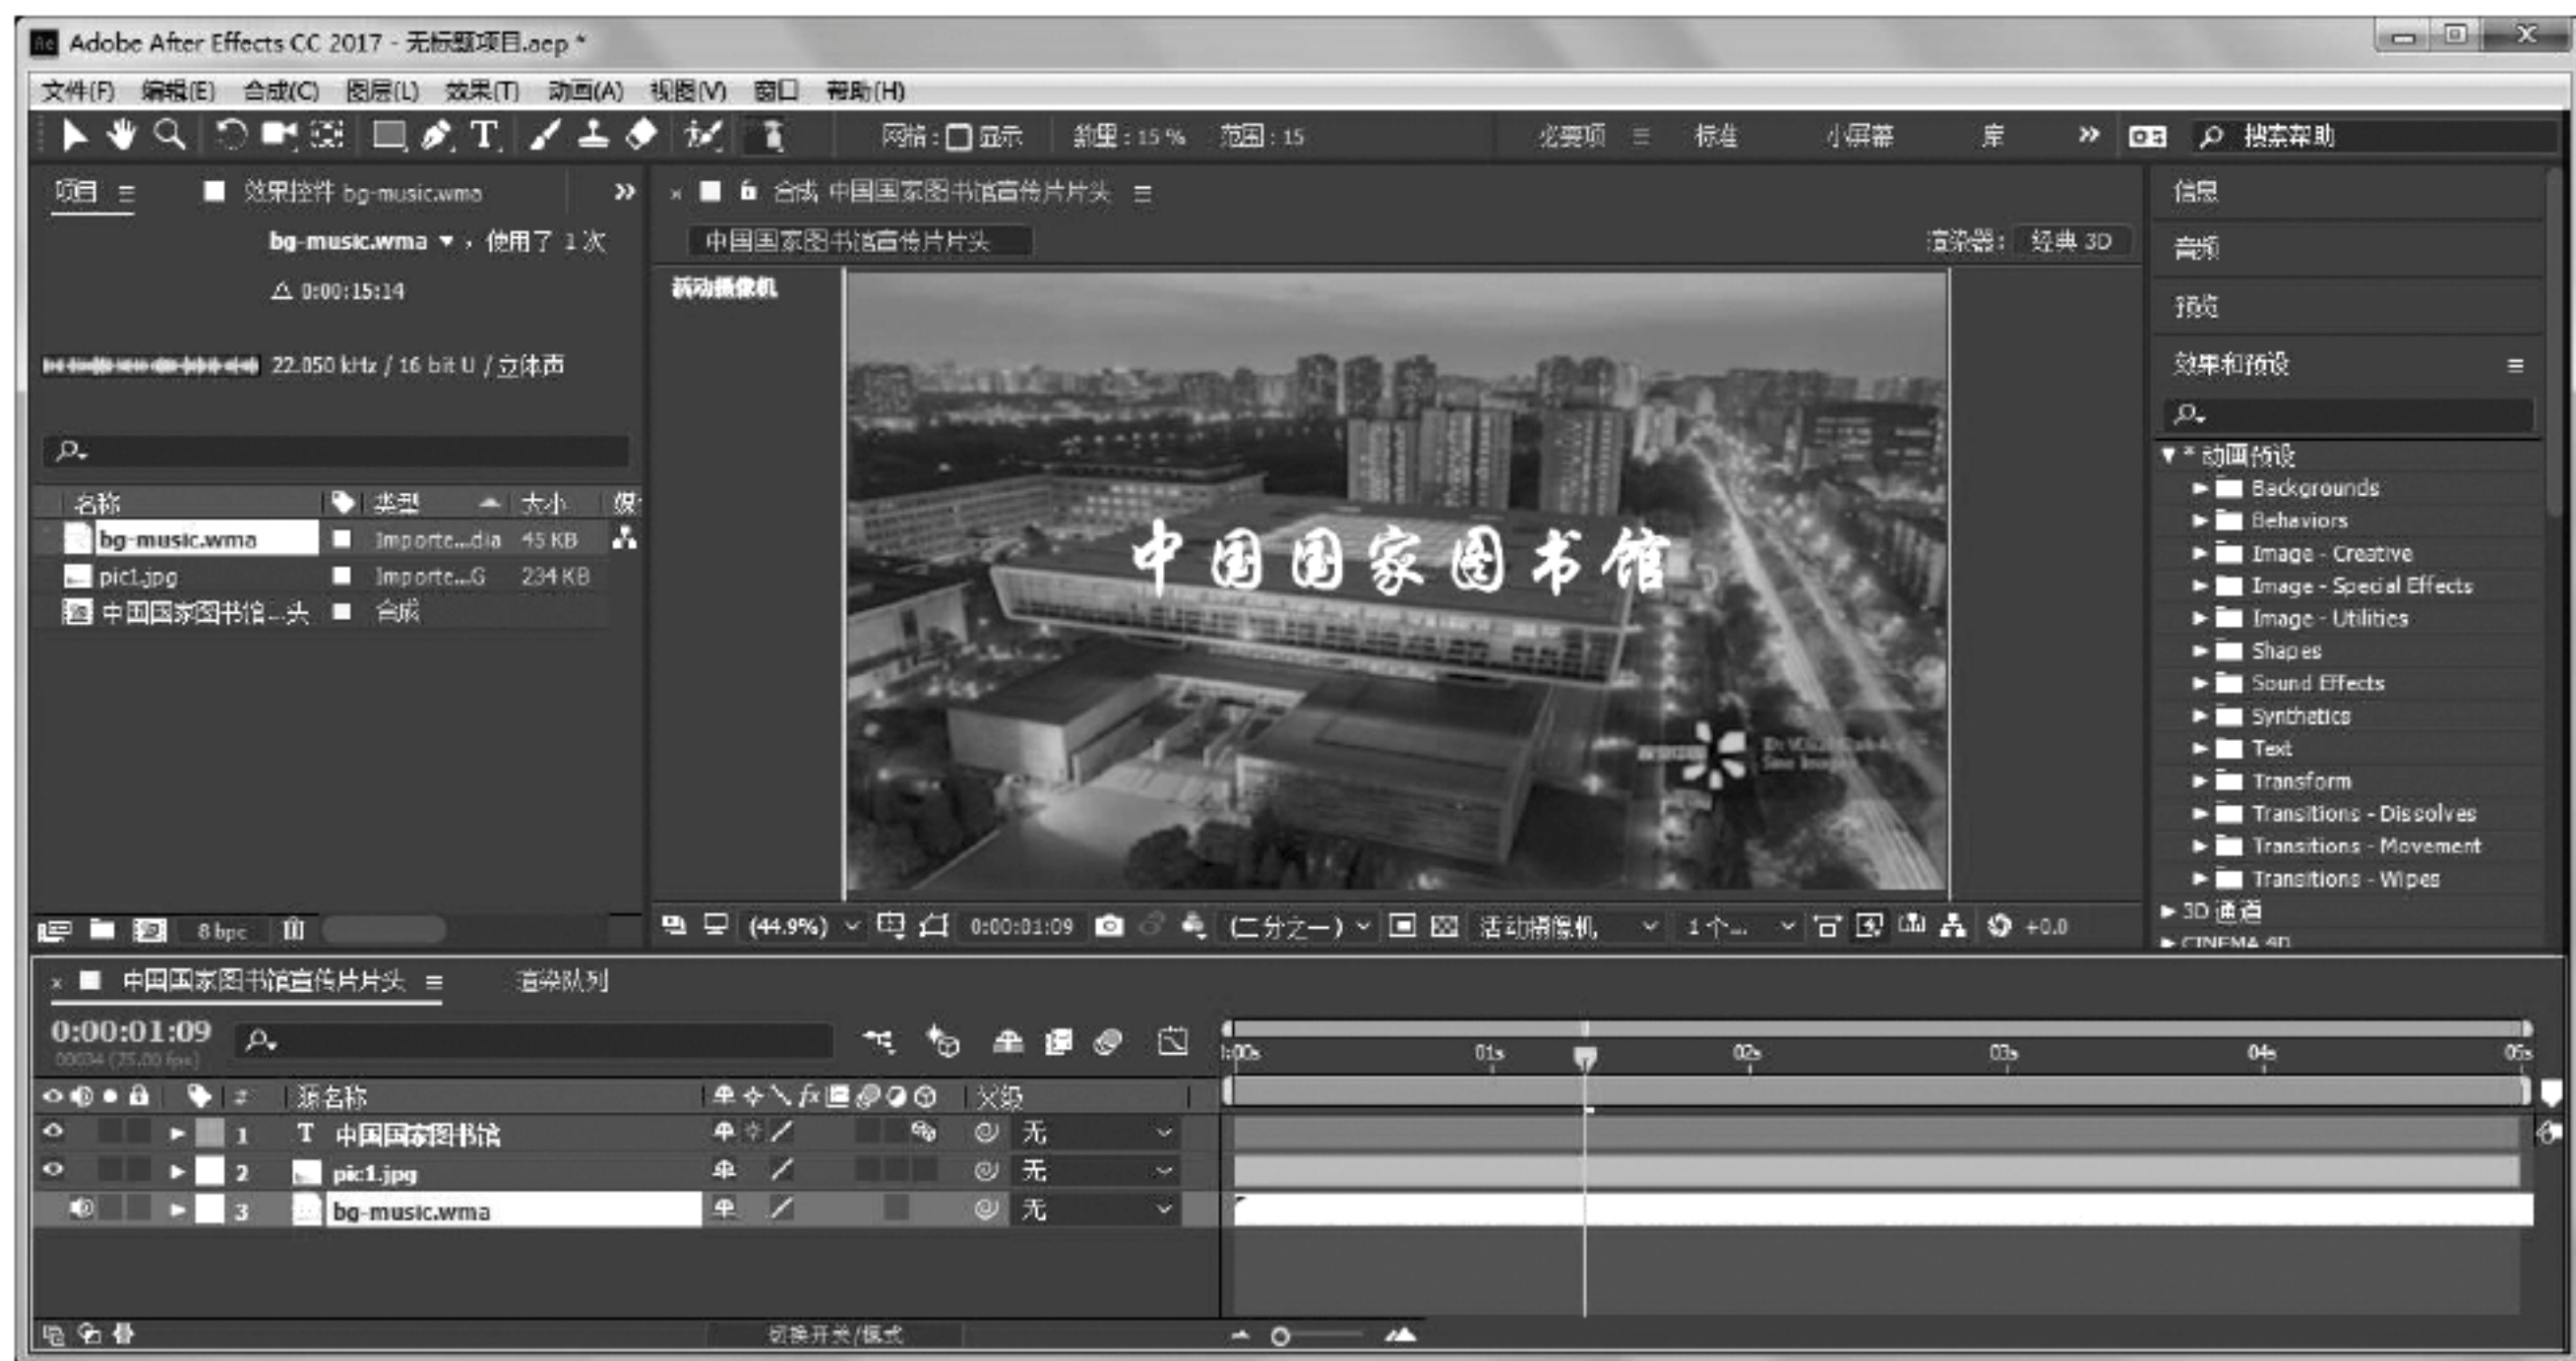 Adobe After Effects CC 2017 - 无标题项目.aep *
文件(F) 编辑(E) 合成(C) 图层(L) 效果(T) 动画(A) 视图(V) 窗口 帮助(H)
网格: 显示 数里: 15 % 范围: 15 必要项 标准 小屏幕 库 搜索帮助
项目 效果控件 bg-music.wma
bg-music.wma ▼, 使用了 1 次
△ 0:00:15:14
22.050 kHz / 16 bit U / 立体声
名称 类型 大小 媒
bg-music.wma Importe...dia 45 KB
pic1.jpg Importe...G 234 KB
中国国家图书馆...头 合成
8 bpc
合成 中国国家图书馆宣传片片头
中国国家图书馆宣传片片头
渲染器: 经典 3D
活动摄像机
中国国家图书馆
(44.9%) 0:00:01:09 (二分之一) 活动摄像机 1 个... +0.0
信息
音频
预览
效果和预设
* 动画预设
Backgrounds
Behaviors
Image - Creative
Image - Special Effects
Image - Utilities
Shapes
Sound Effects
Synthetics
Text
Transform
Transitions - Dissolves
Transitions - Movement
Transitions - Wipes
3D 通道
CINEMA 4D
中国国家图书馆宣传片片头 渲染队列
0:00:01:09
00034 (25.00 fps)
:00s 01s 02s 03s 04s 05s
# 源名称 fx 父级
1 T 中国国家图书馆 无
2 pic1.jpg 无
3 bg-music.wma 无
切换开关/模式